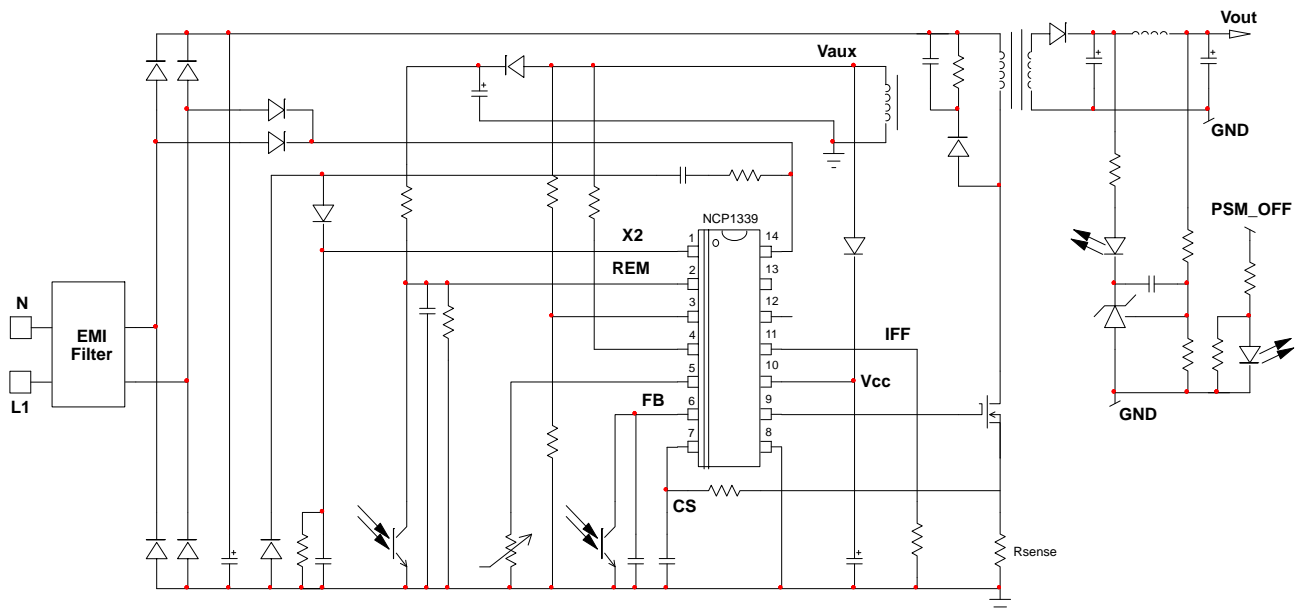 Vout
Vaux
GND
NCP1339
PSM_OFF
X2
1
14
REM
2
13
N
3
12
EMI
Filter
4
11
IFF
5
10
L1
Vcc
FB
6
9
GND
7
8
CS
Rsense